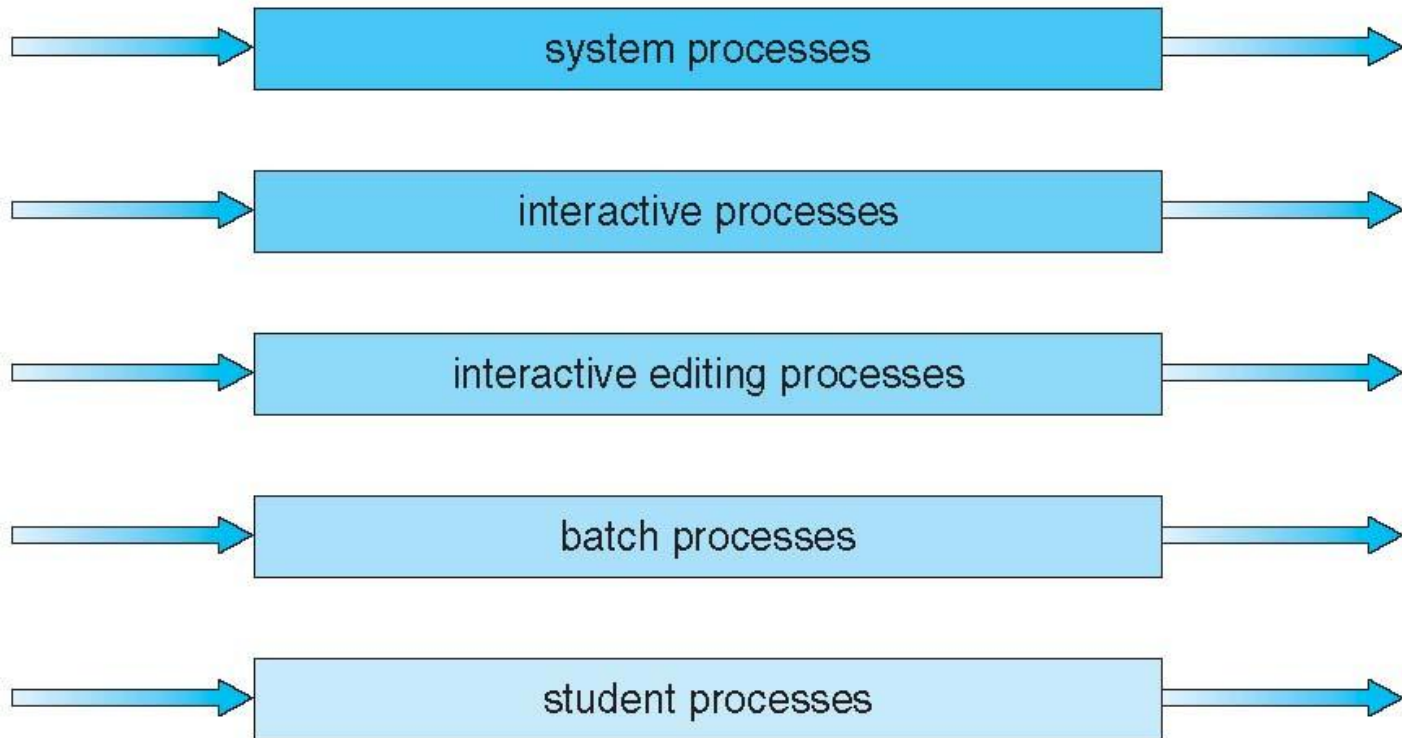 system processes
interactive processes
interactive editing processes
batch processes
student processes